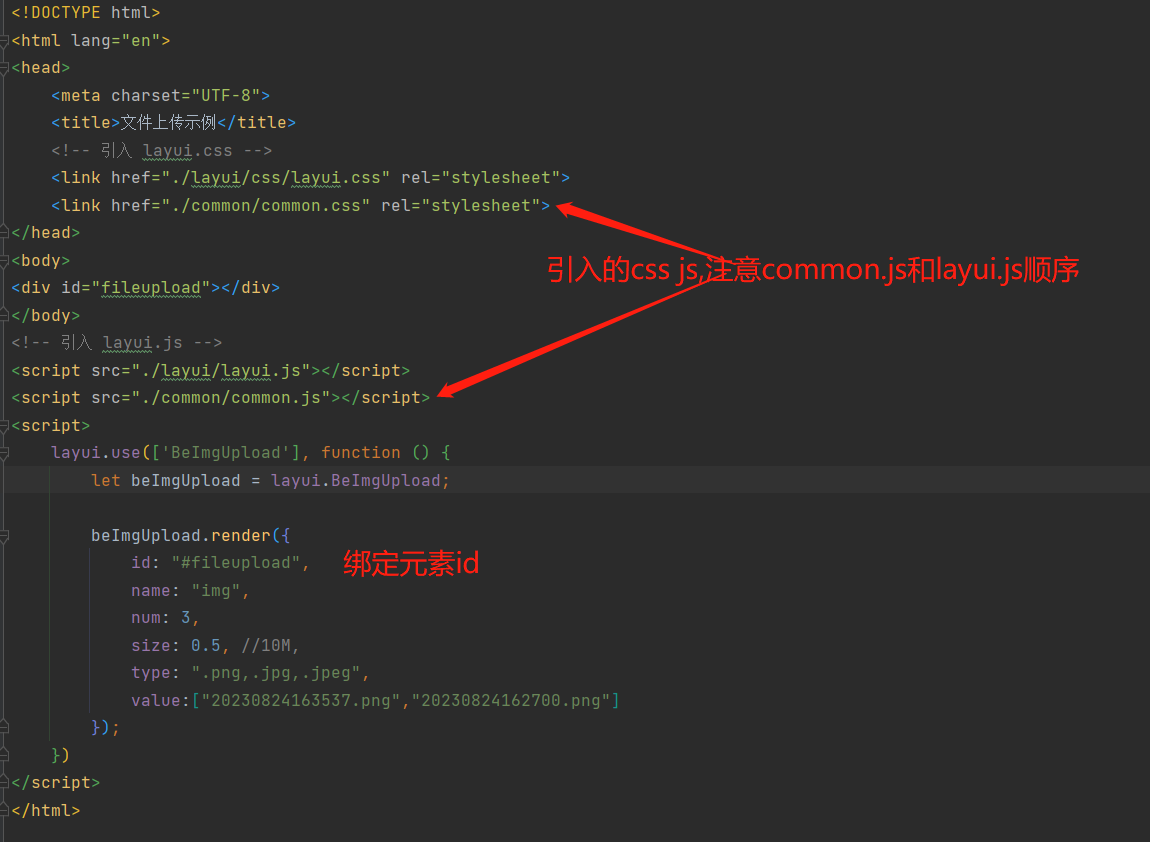 <!DOCTYPE html>
<html lang="en">
<head>
    <meta charset="UTF-8">
    <title>文件上传示例</title>
    <!-- 引入 layui.css -->
    <link href="./layui/css/layui.css" rel="stylesheet">
    <link href="./common/common.css" rel="stylesheet">
</head>
<body>
引入的css js,注意common.js和layui.js顺序
<div id="fileupload"></div>
</body>
<!-- 引入 layui.js -->
<script src="./layui/layui.js"></script>
<script src="./common/common.js"></script>
<script>
    layui.use(['BeImgUpload'], function () {
        let beImgUpload = layui.BeImgUpload;
        beImgUpload.render({
            id: "#fileupload",
绑定元素id
            name: "img",
            num: 3,
            size: 0.5, //10M,
            type: ".png,.jpg,.jpeg",
            value:["20230824163537.png","20230824162700.png"]
        });
    })
</script>
</html>